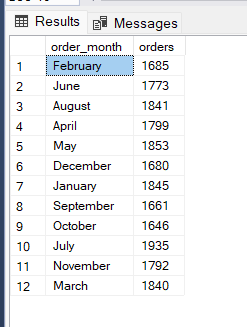 Results Messages
order_month orders
1 February 1685
2 June 1773
3 August 1841
4 April 1799
5 May 1853
6 December 1680
7 January 1845
8 September 1661
9 October 1646
10 July 1935
11 November 1792
12 March 1840